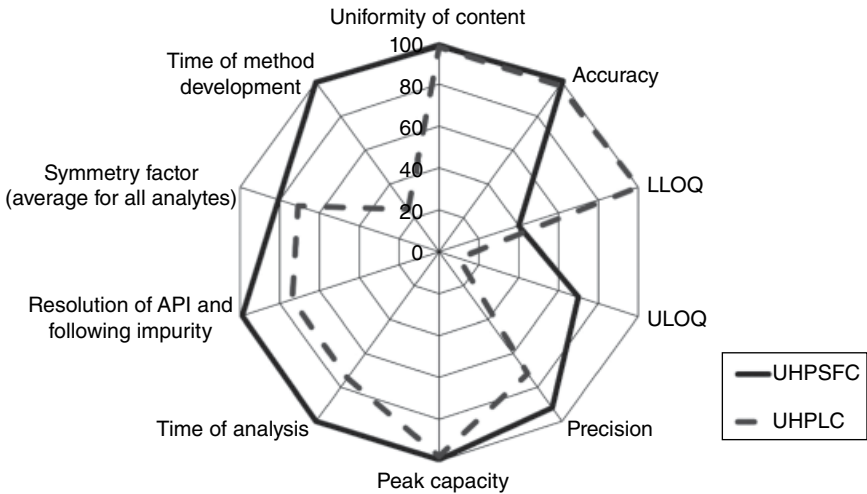 Uniformity of content
100
Time of method
development
Accuracy
80
60
Symmetry factor
(average for all analytes)
40
LLOQ
20
0
Resolution of API and
following impurity
ULOQ
UHPSFC
UHPLC
Time of analysis
Precision
Peak capacity